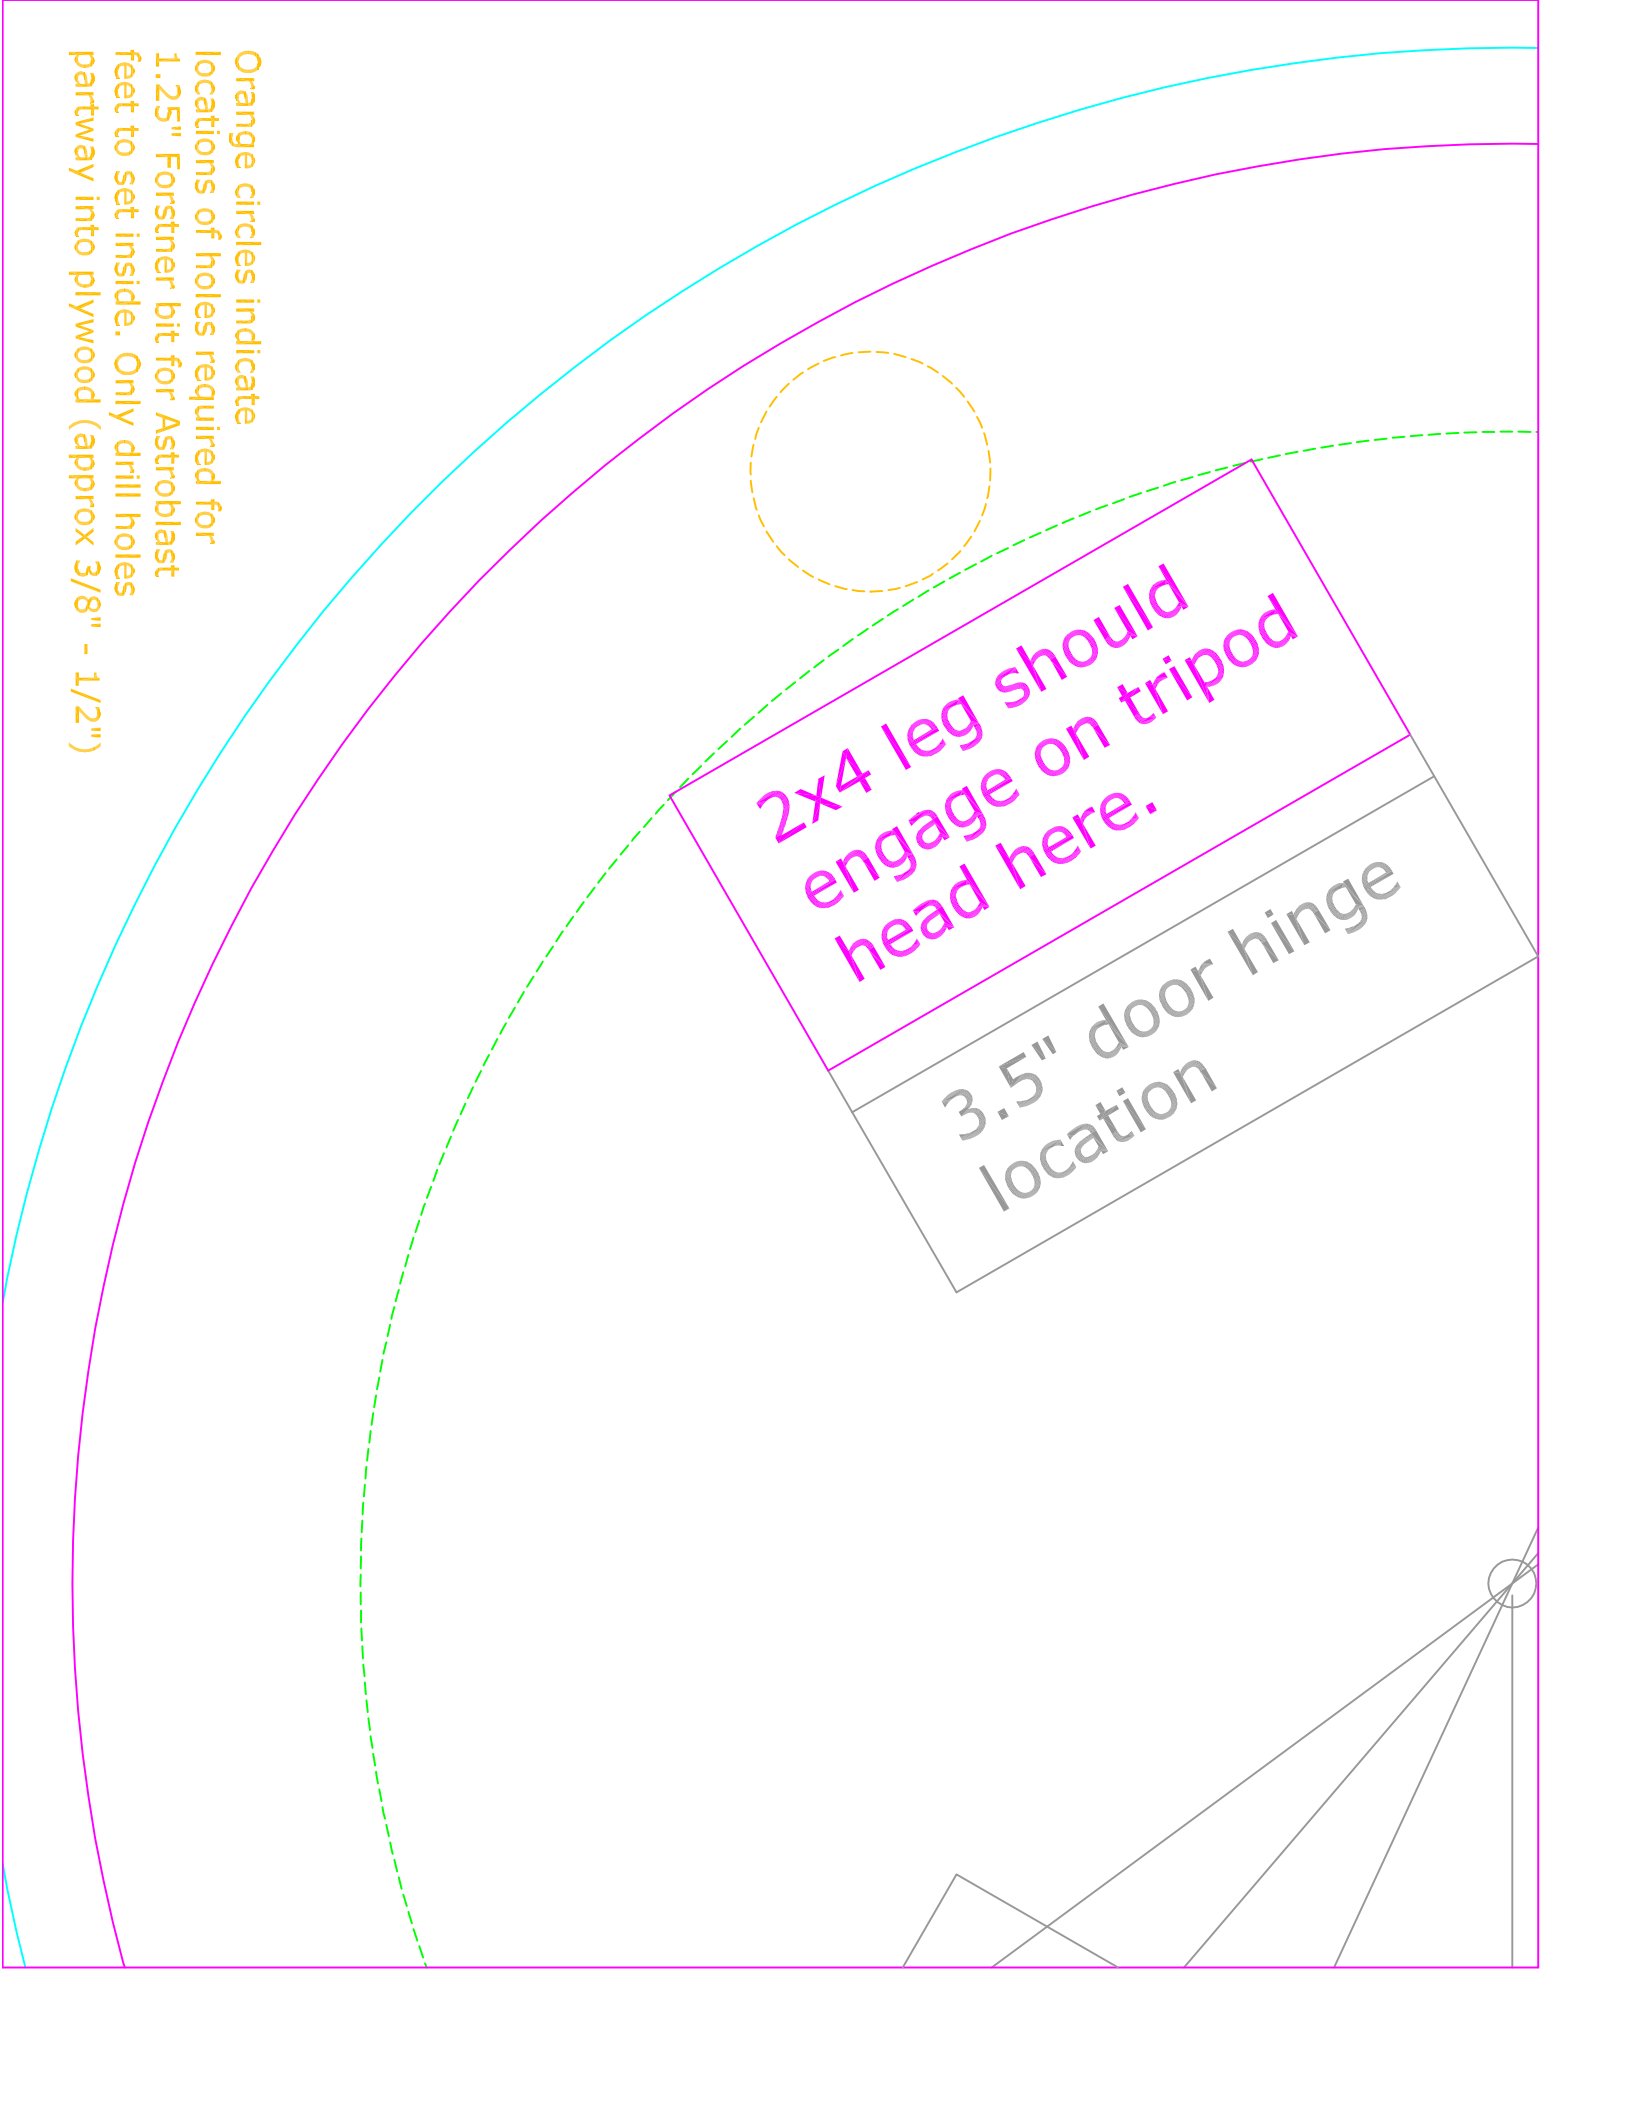 Orange circles indicate
locations of holes required for
1.25" Forstner bit for Astroblast
feet to set inside. Only drill holes
partway into plywood (approx 3/8" - 1/2")
2x4 leg should
engage on tripod
head here.
3.5" door hinge
location